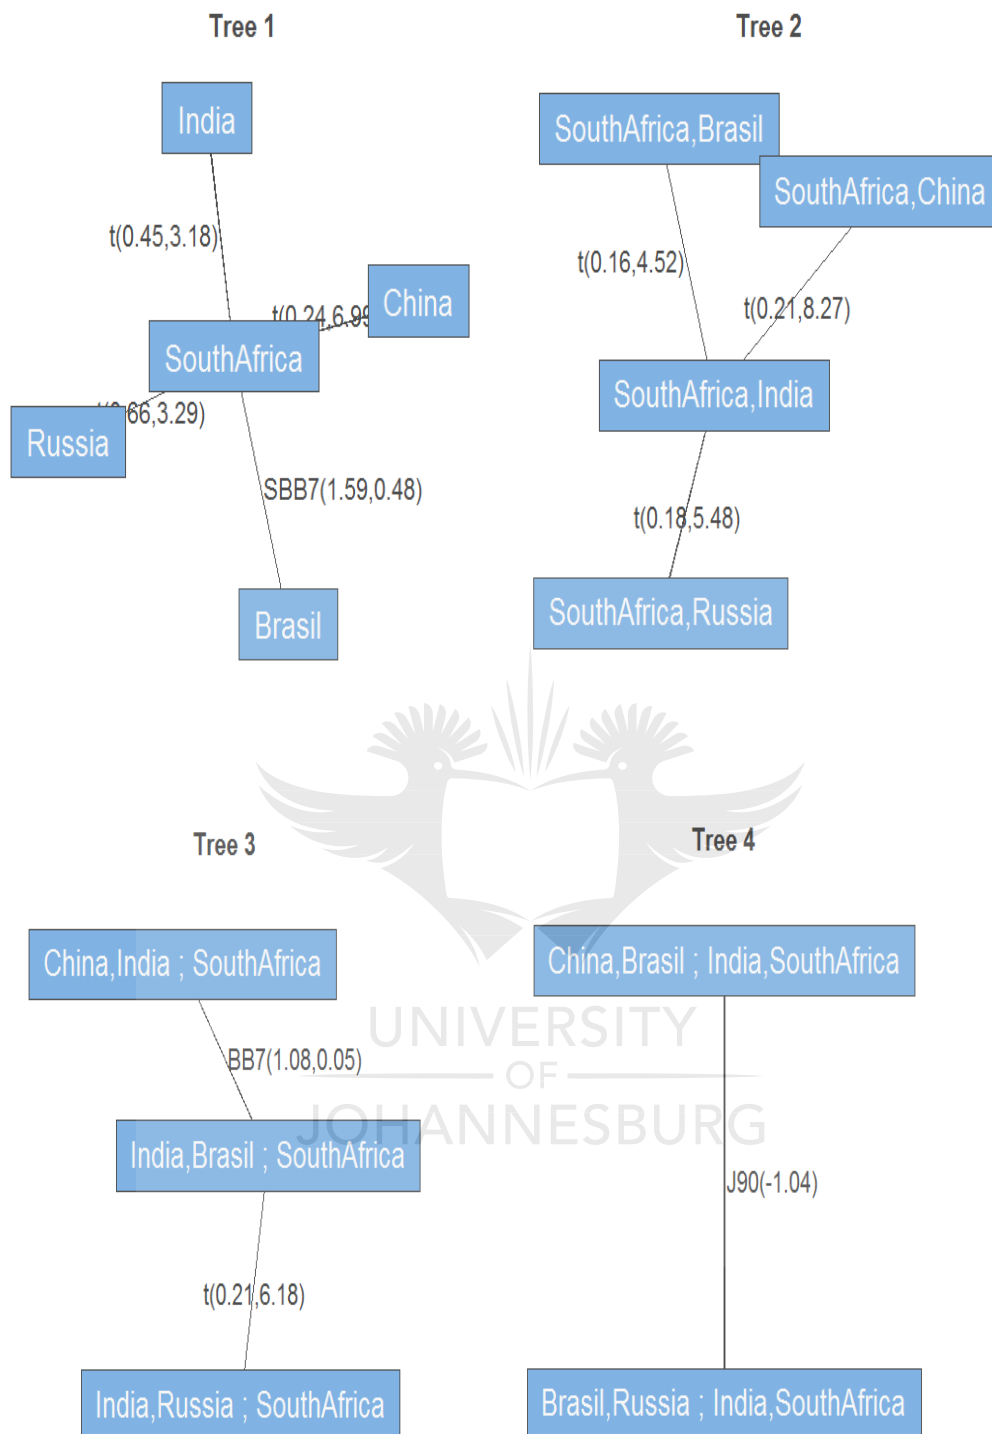 Tree 1
India
t(0.45,3.18)
China
SouthAfrica
Russia
SBB7(1.59,0.48)
Brasil
Tree 2
SouthAfrica,Brasil
SouthAfrica,China
t(0.16,4.52)
t(0.21,8.27)
SouthAfrica,India
t(0.18,5.48)
SouthAfrica,Russia
Tree 3
China,India ; SouthAfrica
BB7(1.08,0.05)
India,Brasil ; SouthAfrica
t(0.21,6.18)
India,Russia ; SouthAfrica
Tree 4
China,Brasil ; India,SouthAfrica
J90(-1.04)
Brasil,Russia ; India,SouthAfrica
UNIVERSITY
OF
JOHANNESBURG